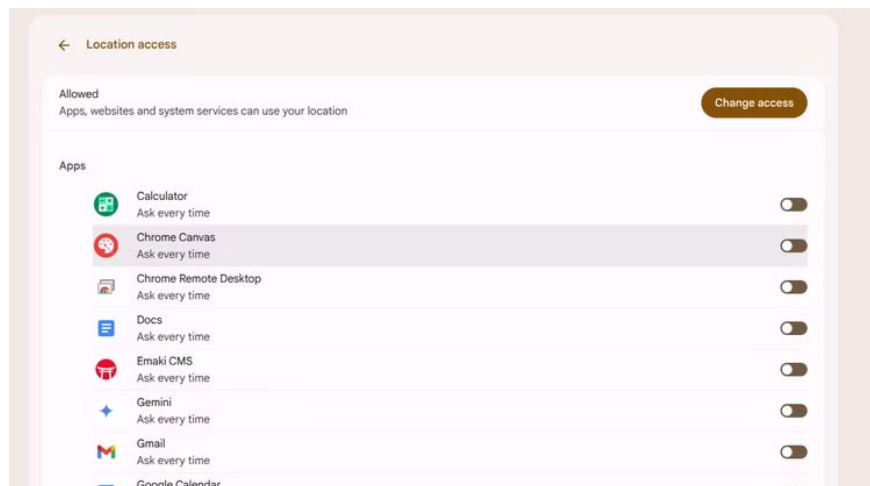 Location access
Allowed
Apps, websites and system services can use your location
Change access
Apps
Calculator
Ask every time
Chrome Canvas
Ask every time
Chrome Remote Desktop
Ask every time
Docs
Ask every time
Emaki CMS
Ask every time
Gemini
Ask every time
Gmail
Ask every time
Google Calendar